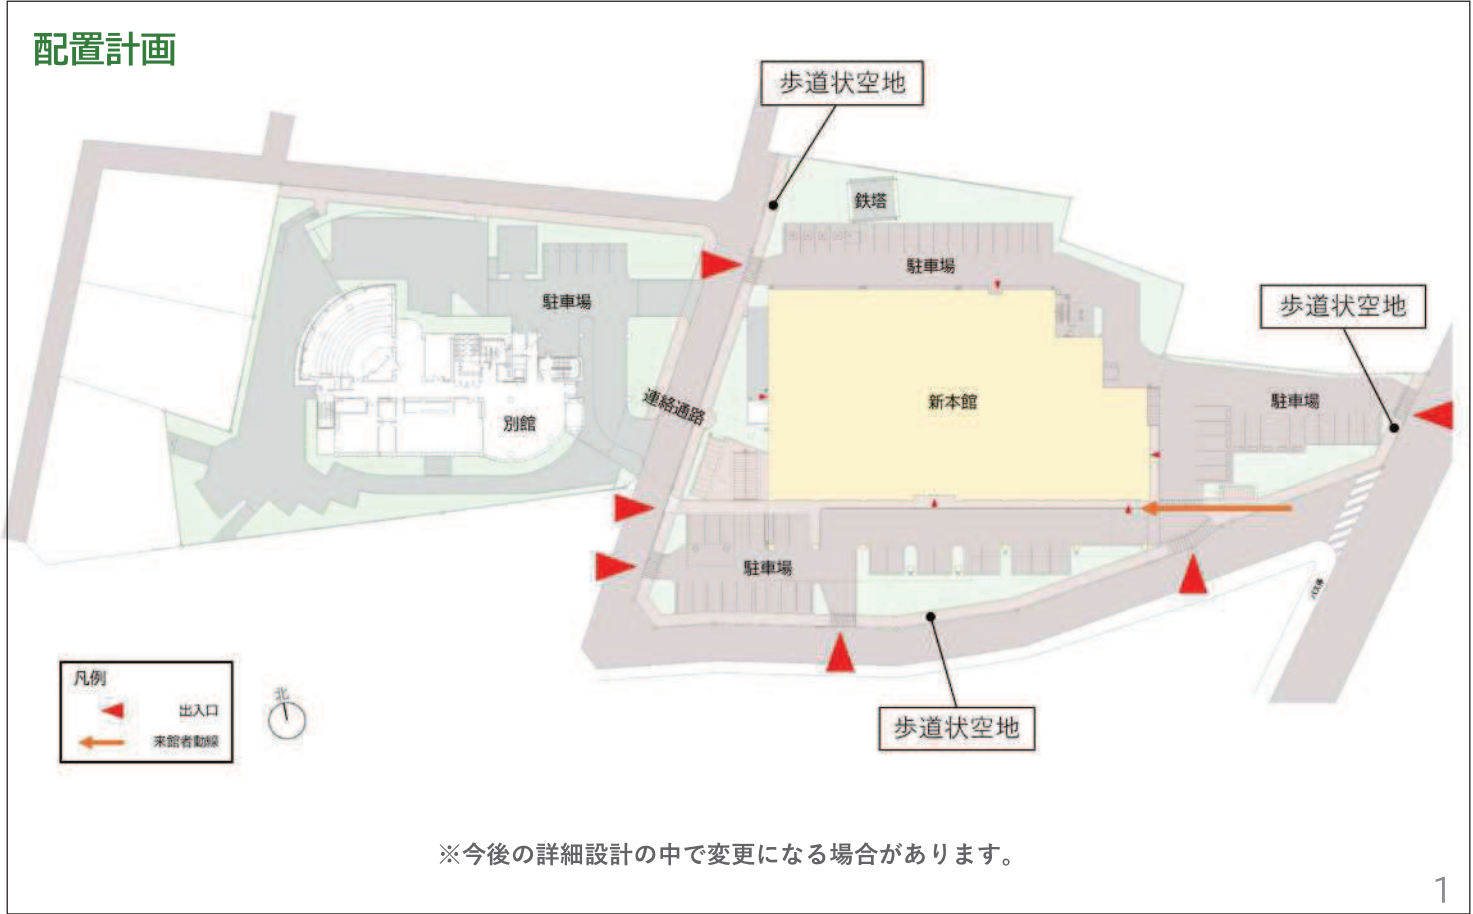 配置計画
歩道状空地
鉄塔
駐車場
駐車場
歩道状空地
連絡通路
新本館
駐車場
別館
駐車場
歩道状空地
凡例
出入口
来館者動線
北
※今後の詳細設計の中で変更になる場合があります。
1